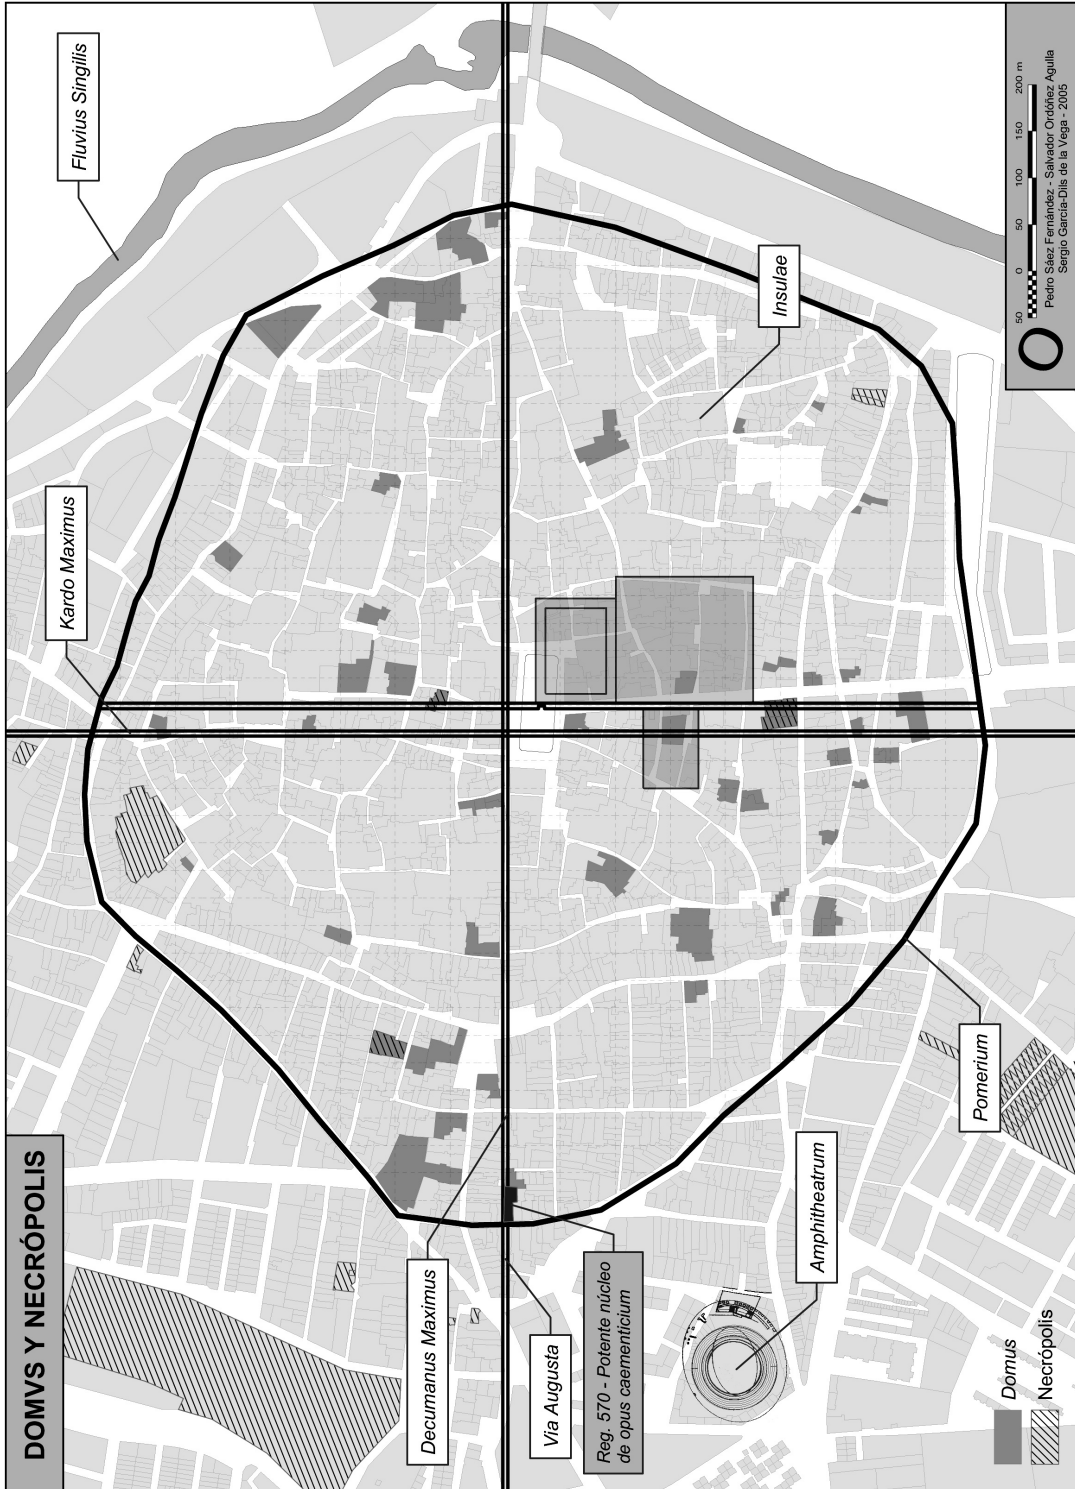 DOMVS Y NECRÓPOLIS
Fluvius Singilis
Kardo Maximus
Insulae
Decumanus Maximus
Via Augusta
Reg. 570 - Potente núcleo
de opus caementicium
Amphitheatrum
Pomerium
Domus
Necrópolis
50 0 50 100 150 200 m
Pedro Sáez Fernández - Salvador Ordóñez Agulla
Sergio García-Dils de la Vega - 2005